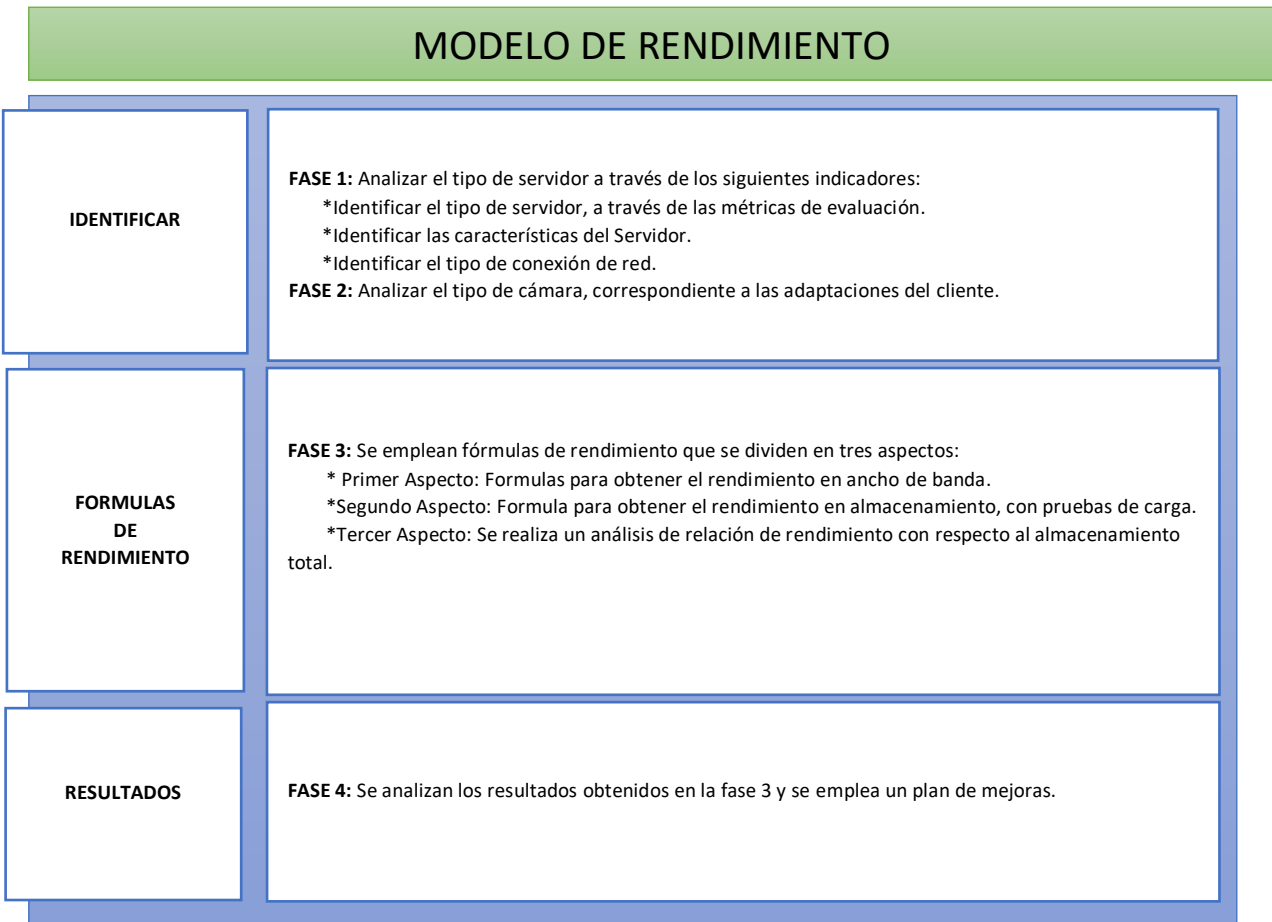 MODELO DE RENDIMIENTO
IDENTIFICAR
FASE 1: Analizar el tipo de servidor a través de los siguientes indicadores:
*Identificar el tipo de servidor, a través de las métricas de evaluación.
*Identificar las características del Servidor.
*Identificar el tipo de conexión de red.
FASE 2: Analizar el tipo de cámara, correspondiente a las adaptaciones del cliente.
FORMULAS
DE
RENDIMIENTO
FASE 3: Se emplean fórmulas de rendimiento que se dividen en tres aspectos:
* Primer Aspecto: Formulas para obtener el rendimiento en ancho de banda.
*Segundo Aspecto: Formula para obtener el rendimiento en almacenamiento, con pruebas de carga.
*Tercer Aspecto: Se realiza un análisis de relación de rendimiento con respecto al almacenamiento
total.
RESULTADOS
FASE 4: Se analizan los resultados obtenidos en la fase 3 y se emplea un plan de mejoras.